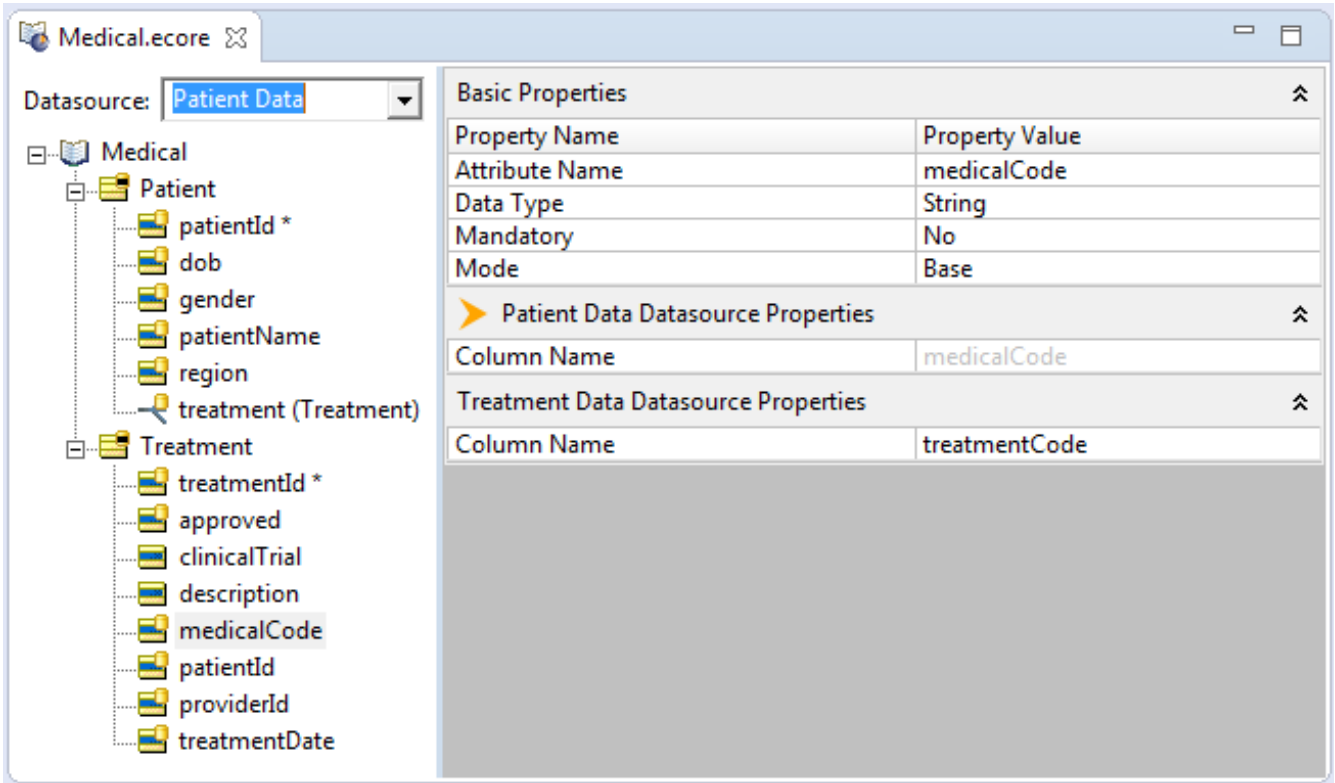 Medical.ecore
Datasource: Patient Data
Medical
Patient
patientId *
dob
gender
patientName
region
treatment (Treatment)
Treatment
treatmentId *
approved
clinicalTrial
description
medicalCode
patientId
providerId
treatmentDate
Basic Properties
Property Name Property Value
Attribute Name medicalCode
Data Type String
Mandatory No
Mode Base
Patient Data Datasource Properties
Column Name medicalCode
Treatment Data Datasource Properties
Column Name treatmentCode